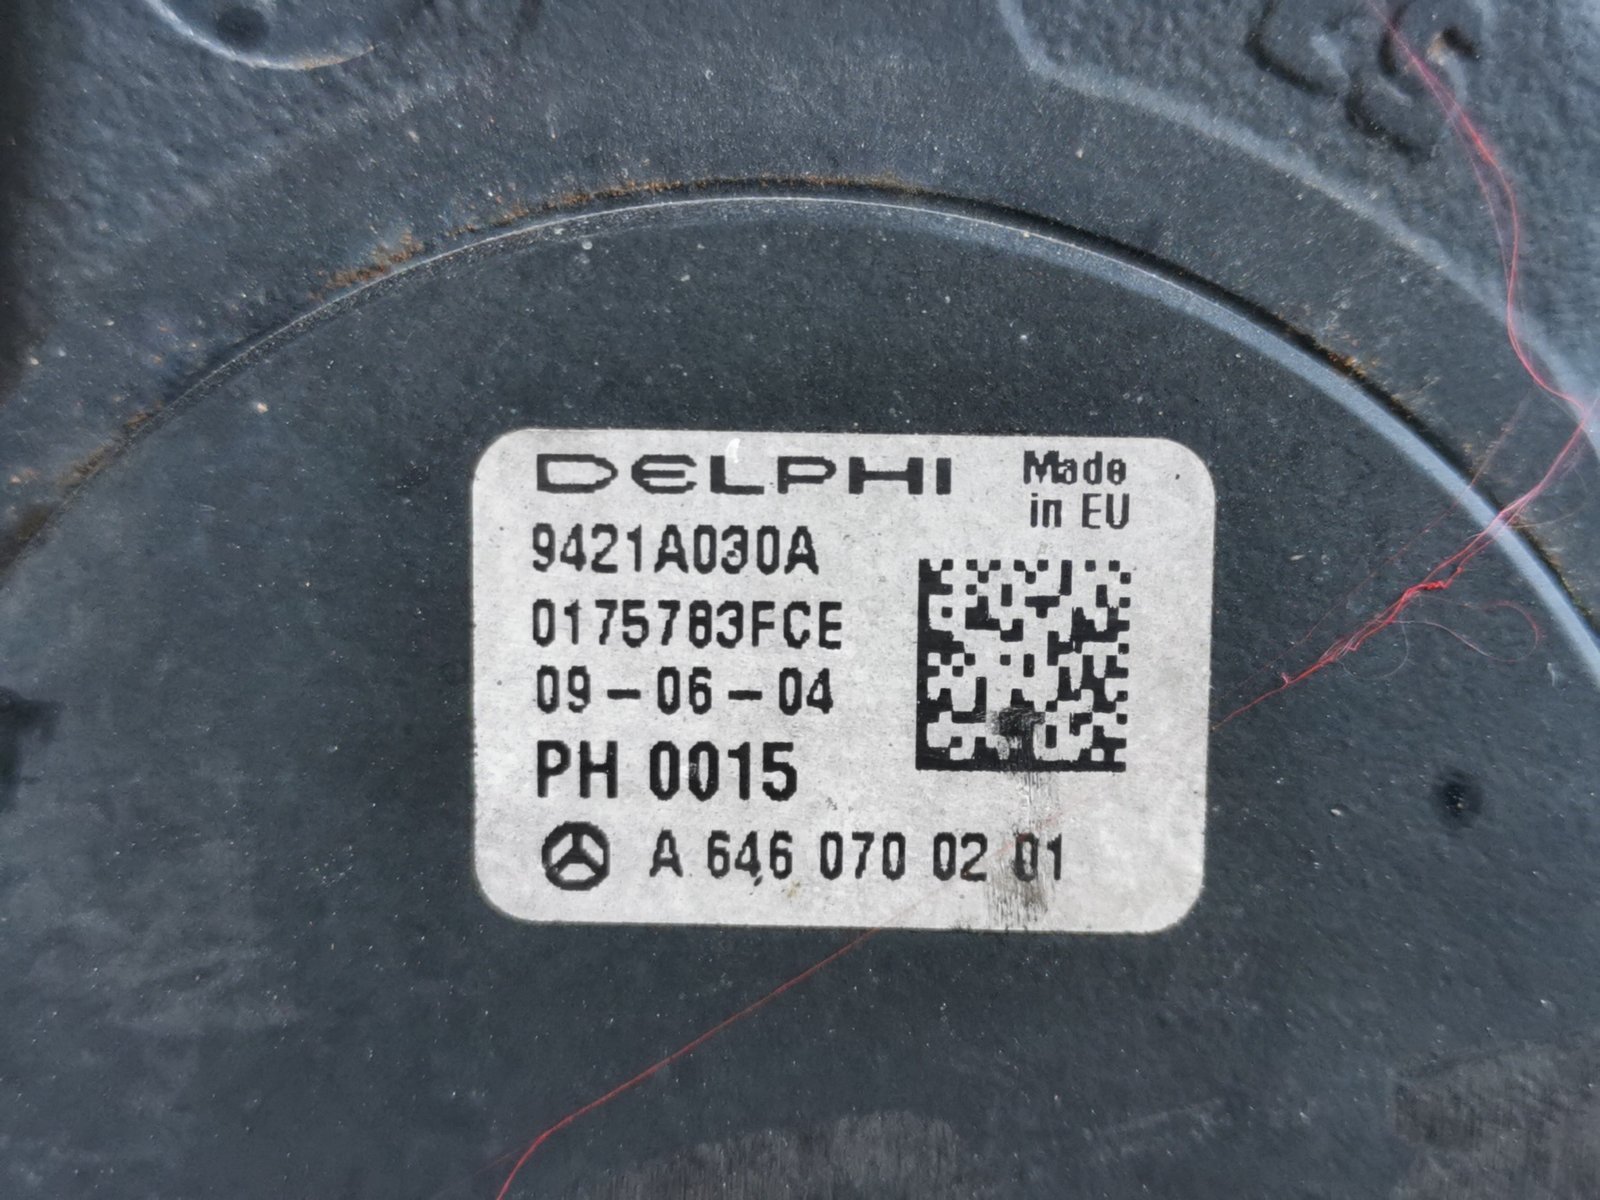 DELPHI
Made
in EU
9421A030A
0175783FCE
09-06-04
PH 0015
A 646 070 02 01